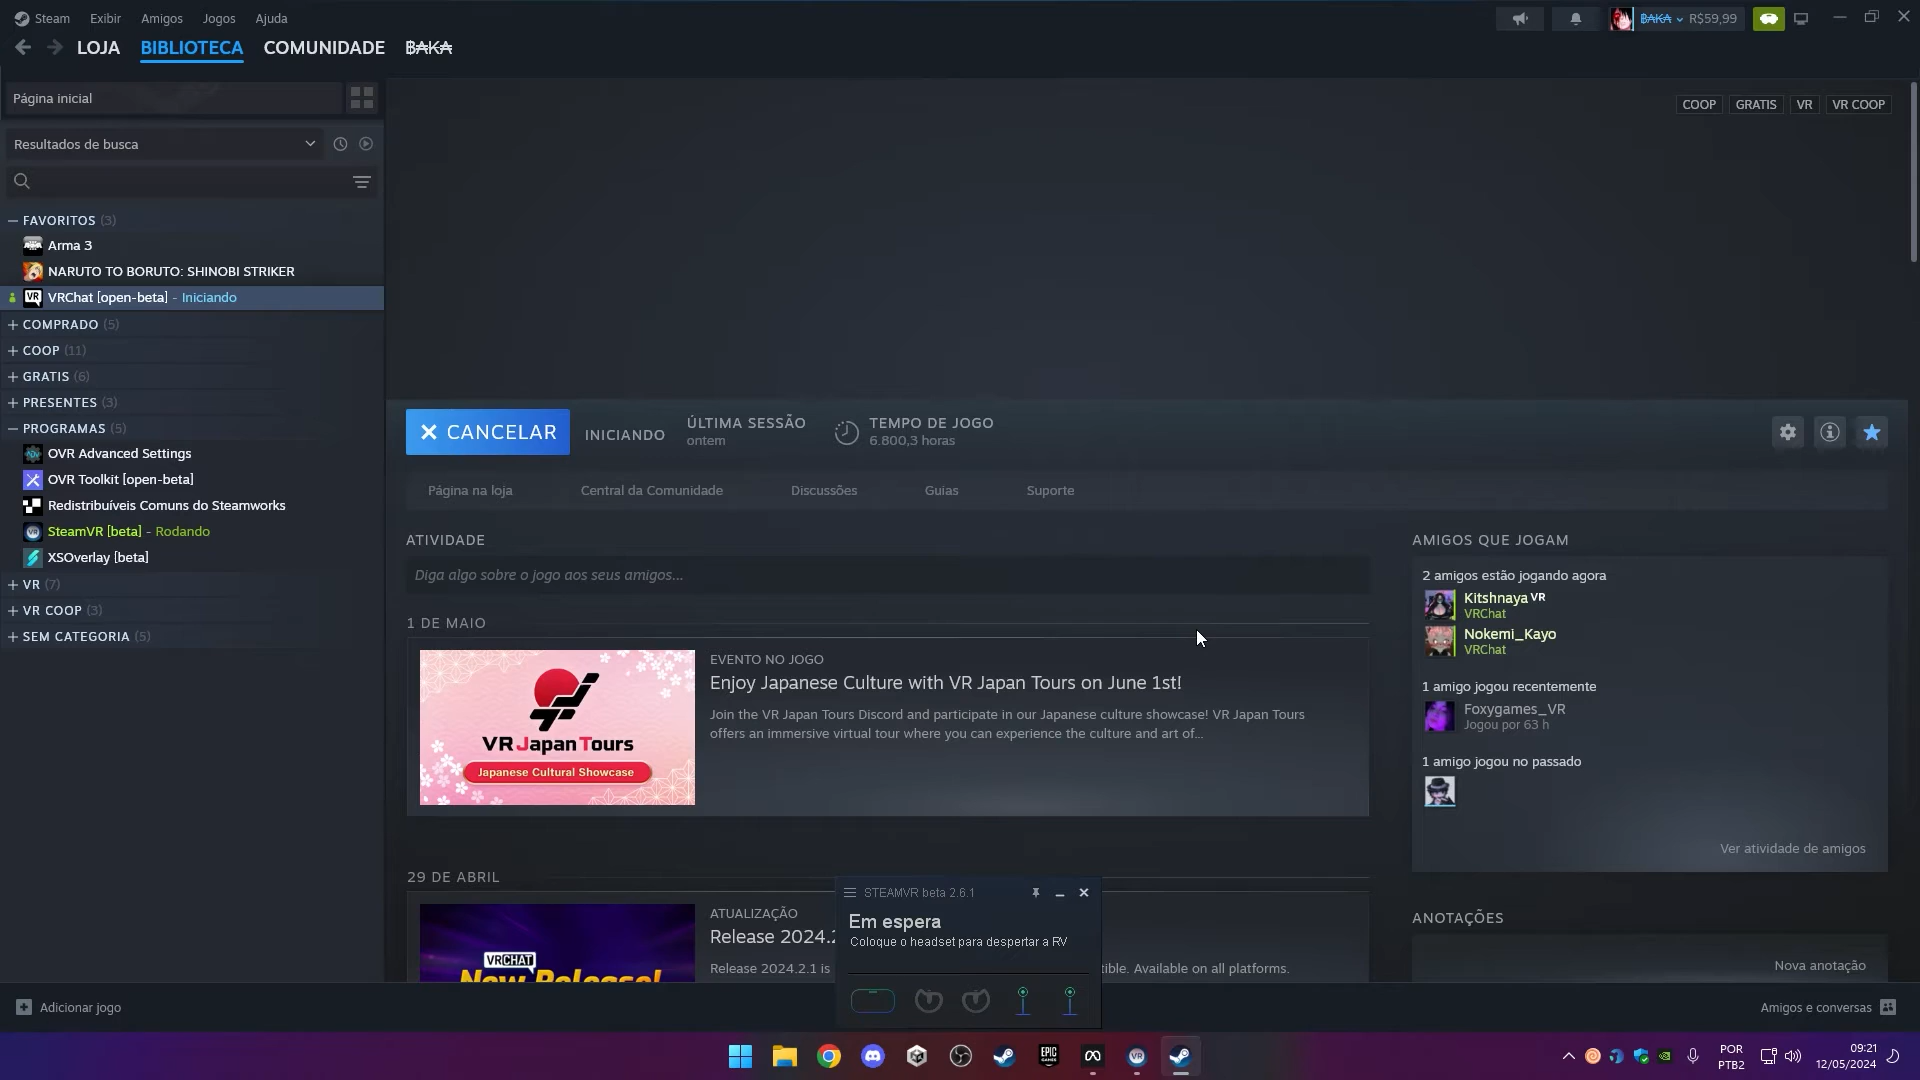 Steam Exibir Amigos Jogos Ajuda
฿₳₭₳ R$59,99
LOJA BIBLIOTECA COMUNIDADE ฿₳₭₳
Página inicial
COOP GRATIS VR VR COOP
Resultados de busca
FAVORITOS (3)
Arma 3
NARUTO TO BORUTO: SHINOBI STRIKER
VR VRChat [open-beta] - Iniciando
COMPRADO (5)
COOP (11)
GRATIS (6)
PRESENTES (3)
PROGRAMAS (5)
OVR Advanced Settings
OVR Toolkit [open-beta]
Redistribuíveis Comuns do Steamworks
SteamVR [beta] - Rodando
XSOverlay [beta]
VR (7)
VR COOP (3)
SEM CATEGORIA (5)
Adicionar jogo
CANCELAR
INICIANDO
ÚLTIMA SESSÃO
ontem
TEMPO DE JOGO
6.800,3 horas
Página na loja Central da Comunidade Discussões Guias Suporte
ATIVIDADE
Diga algo sobre o jogo aos seus amigos...
1 DE MAIO
VR Japan Tours
Japanese Cultural Showcase
EVENTO NO JOGO
Enjoy Japanese Culture with VR Japan Tours on June 1st!
Join the VR Japan Tours Discord and participate in our Japanese culture showcase! VR Japan Tours
offers an immersive virtual tour where you can experience the culture and art of...
29 DE ABRIL
VRCHAT
New Release!
ATUALIZAÇÃO
Release 2024.2
Release 2024.2.1 is
tible. Available on all platforms.
STEAMVR beta 2.6.1
Em espera
Coloque o headset para despertar a RV
AMIGOS QUE JOGAM
2 amigos estão jogando agora
Kitshnaya VR
VRChat
Nokemi_Kayo
VRChat
1 amigo jogou recentemente
Foxygames_VR
Jogou por 63 h
1 amigo jogou no passado
Ver atividade de amigos
ANOTAÇÕES
Nova anotação
Amigos e conversas
EPIC GAMES
VR
POR
PTB2
09:21
12/05/2024